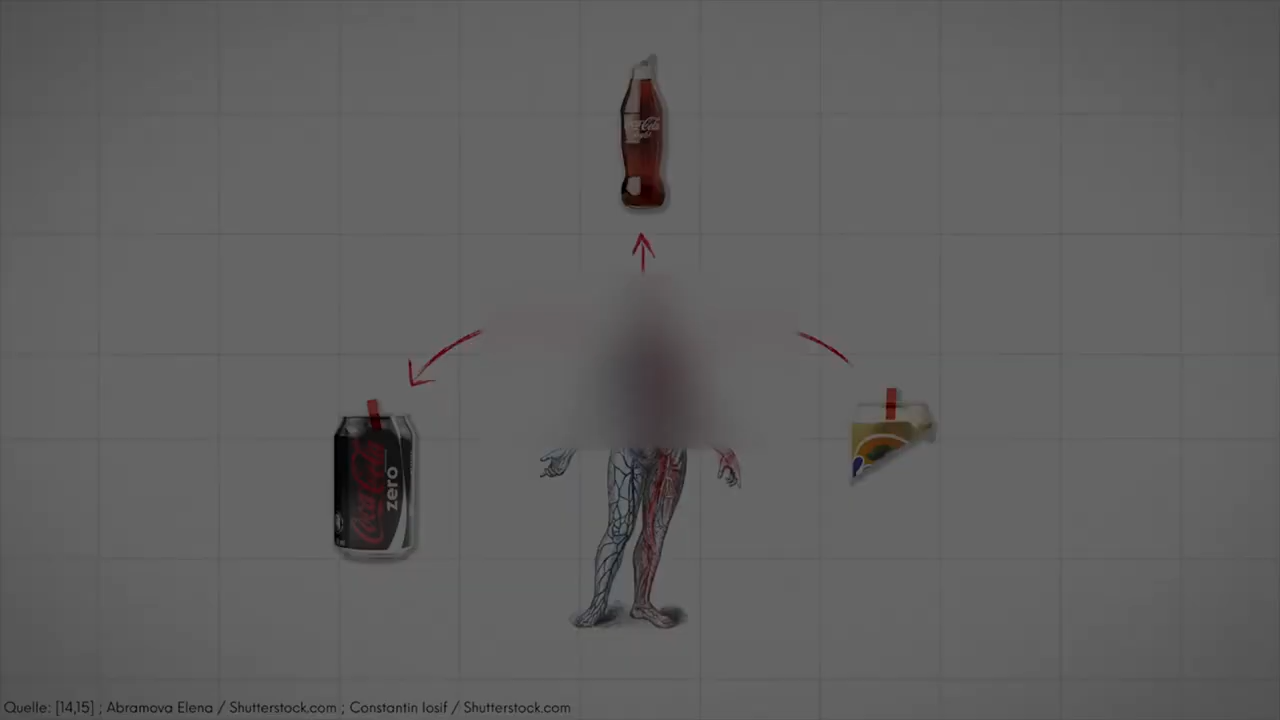 Coca-Cola
Coca-Cola
zero
Quelle: [14,15] ; Abramova Elena / Shutterstock.com ; Constantin Iosif / Shutterstock.com